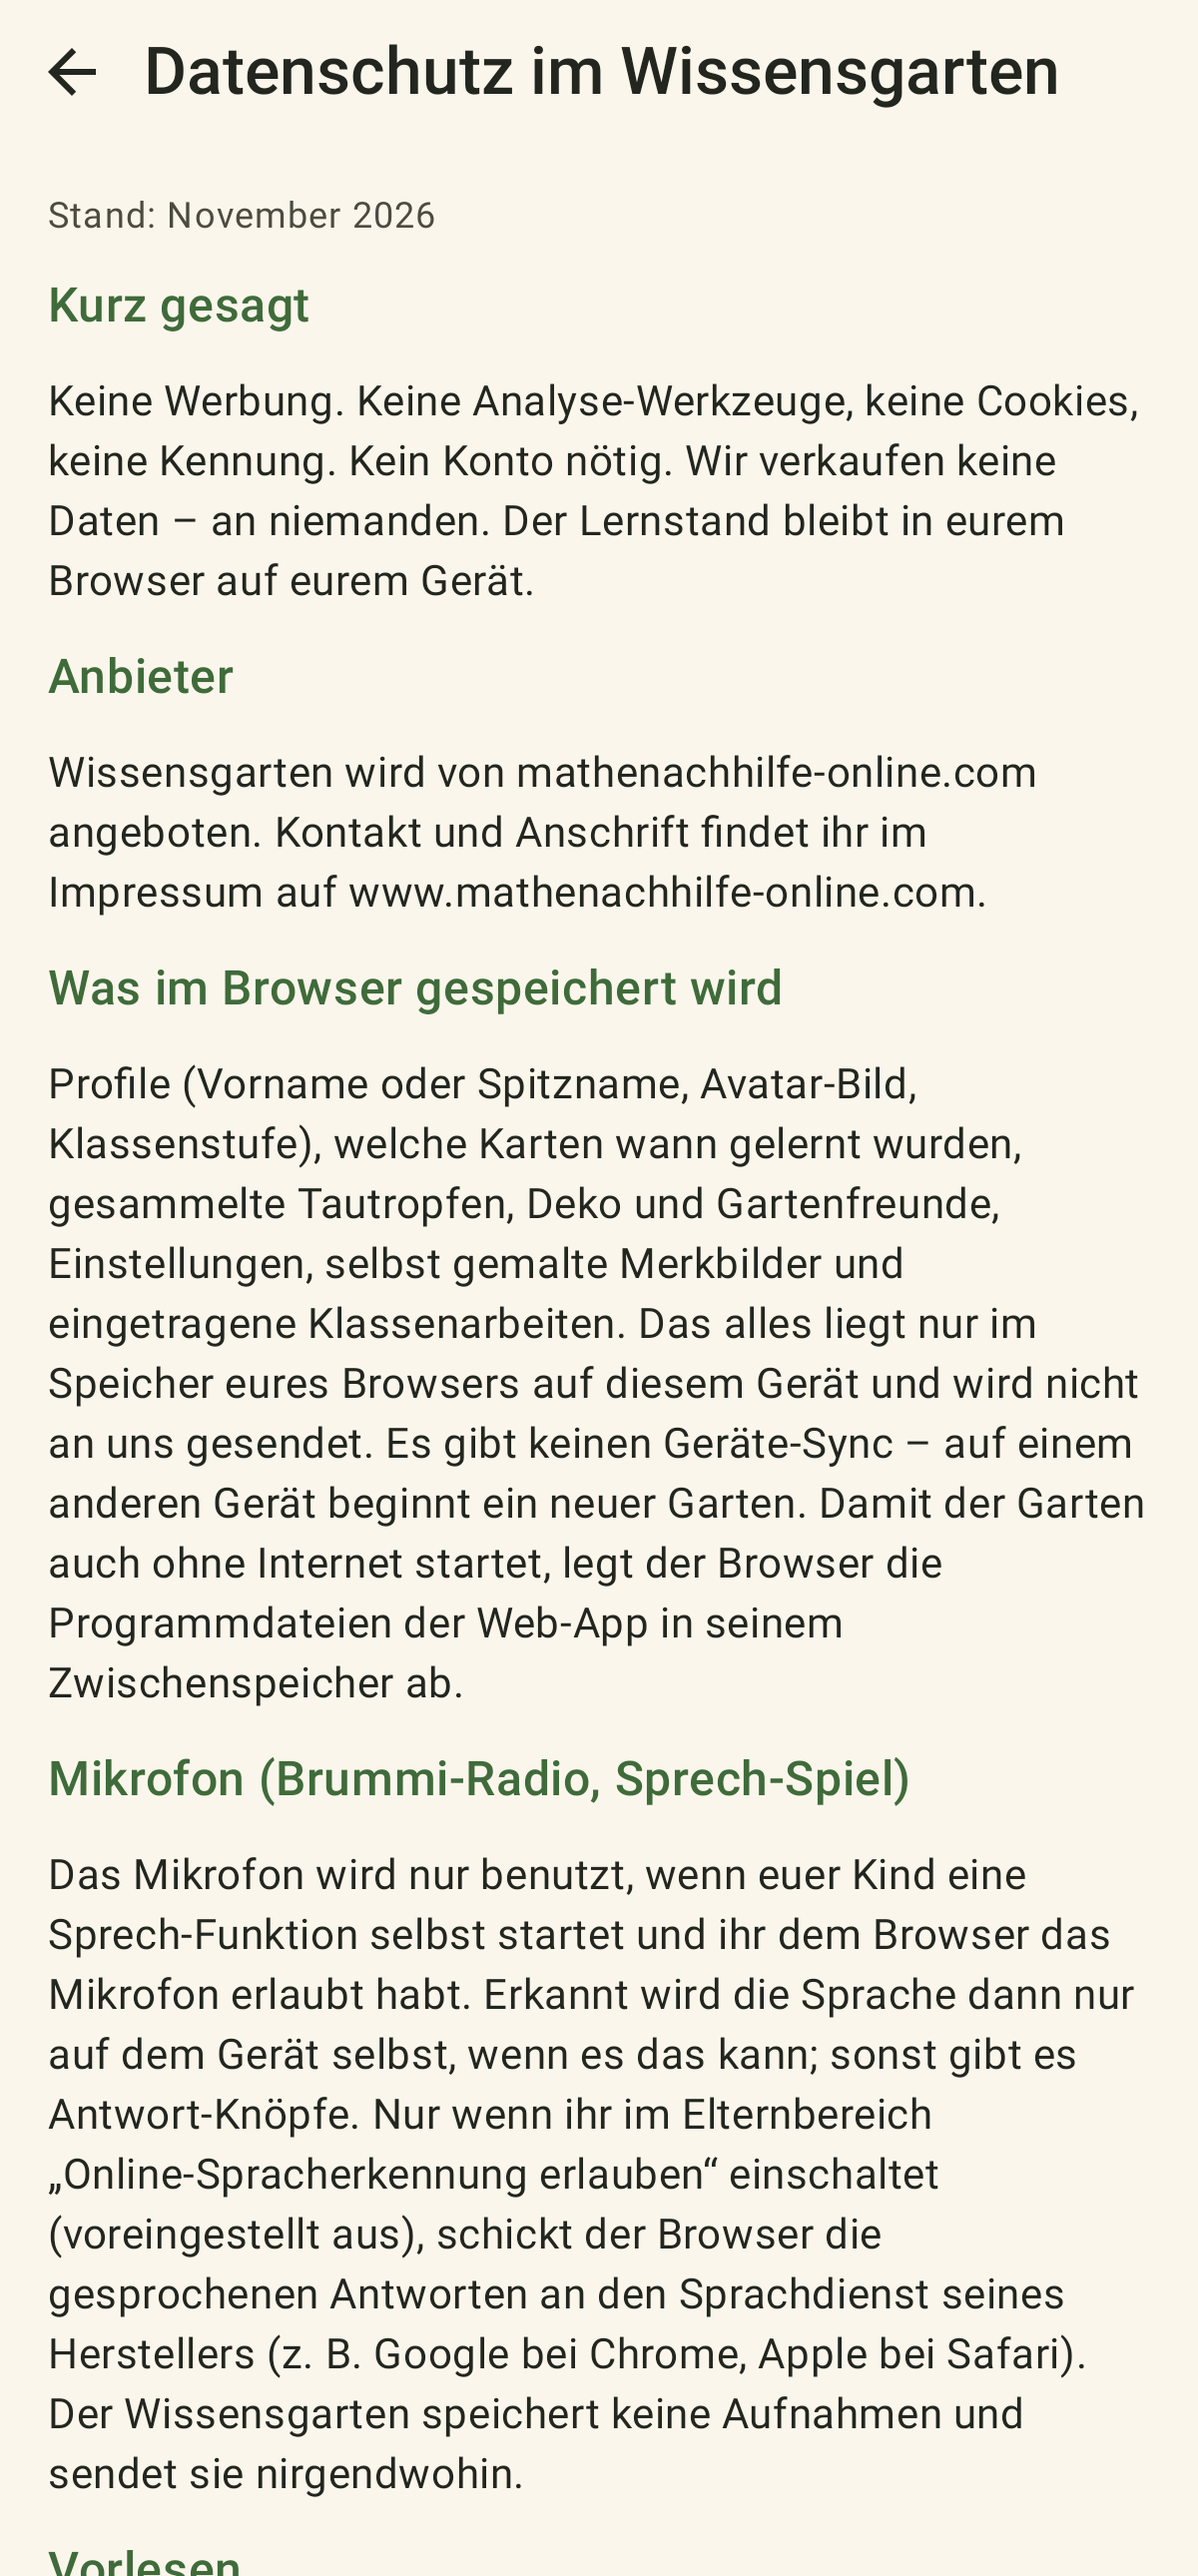 Datenschutz im Wissensgarten
Stand: November 2026
Kurz gesagt
Keine Werbung. Keine Analyse-Werkzeuge, keine Cookies,
keine Kennung. Kein Konto nötig. Wir verkaufen keine
Daten – an niemanden. Der Lernstand bleibt in eurem
Browser auf eurem Gerät.
Anbieter
Wissensgarten wird von mathenachhilfe-online.com
angeboten. Kontakt und Anschrift findet ihr im
Impressum auf www.mathenachhilfe-online.com.
Was im Browser gespeichert wird
Profile (Vorname oder Spitzname, Avatar-Bild,
Klassenstufe), welche Karten wann gelernt wurden,
gesammelte Tautropfen, Deko und Gartenfreunde,
Einstellungen, selbst gemalte Merkbilder und
eingetragene Klassenarbeiten. Das alles liegt nur im
Speicher eures Browsers auf diesem Gerät und wird nicht
an uns gesendet. Es gibt keinen Geräte-Sync – auf einem
anderen Gerät beginnt ein neuer Garten. Damit der Garten
auch ohne Internet startet, legt der Browser die
Programmdateien der Web-App in seinem
Zwischenspeicher ab.
Mikrofon (Brummi-Radio, Sprech-Spiel)
Das Mikrofon wird nur benutzt, wenn euer Kind eine
Sprech-Funktion selbst startet und ihr dem Browser das
Mikrofon erlaubt habt. Erkannt wird die Sprache dann nur
auf dem Gerät selbst, wenn es das kann; sonst gibt es
Antwort-Knöpfe. Nur wenn ihr im Elternbereich
„Online-Spracherkennung erlauben“ einschaltet
(voreingestellt aus), schickt der Browser die
gesprochenen Antworten an den Sprachdienst seines
Herstellers (z. B. Google bei Chrome, Apple bei Safari).
Der Wissensgarten speichert keine Aufnahmen und
sendet sie nirgendwohin.
Vorlesen